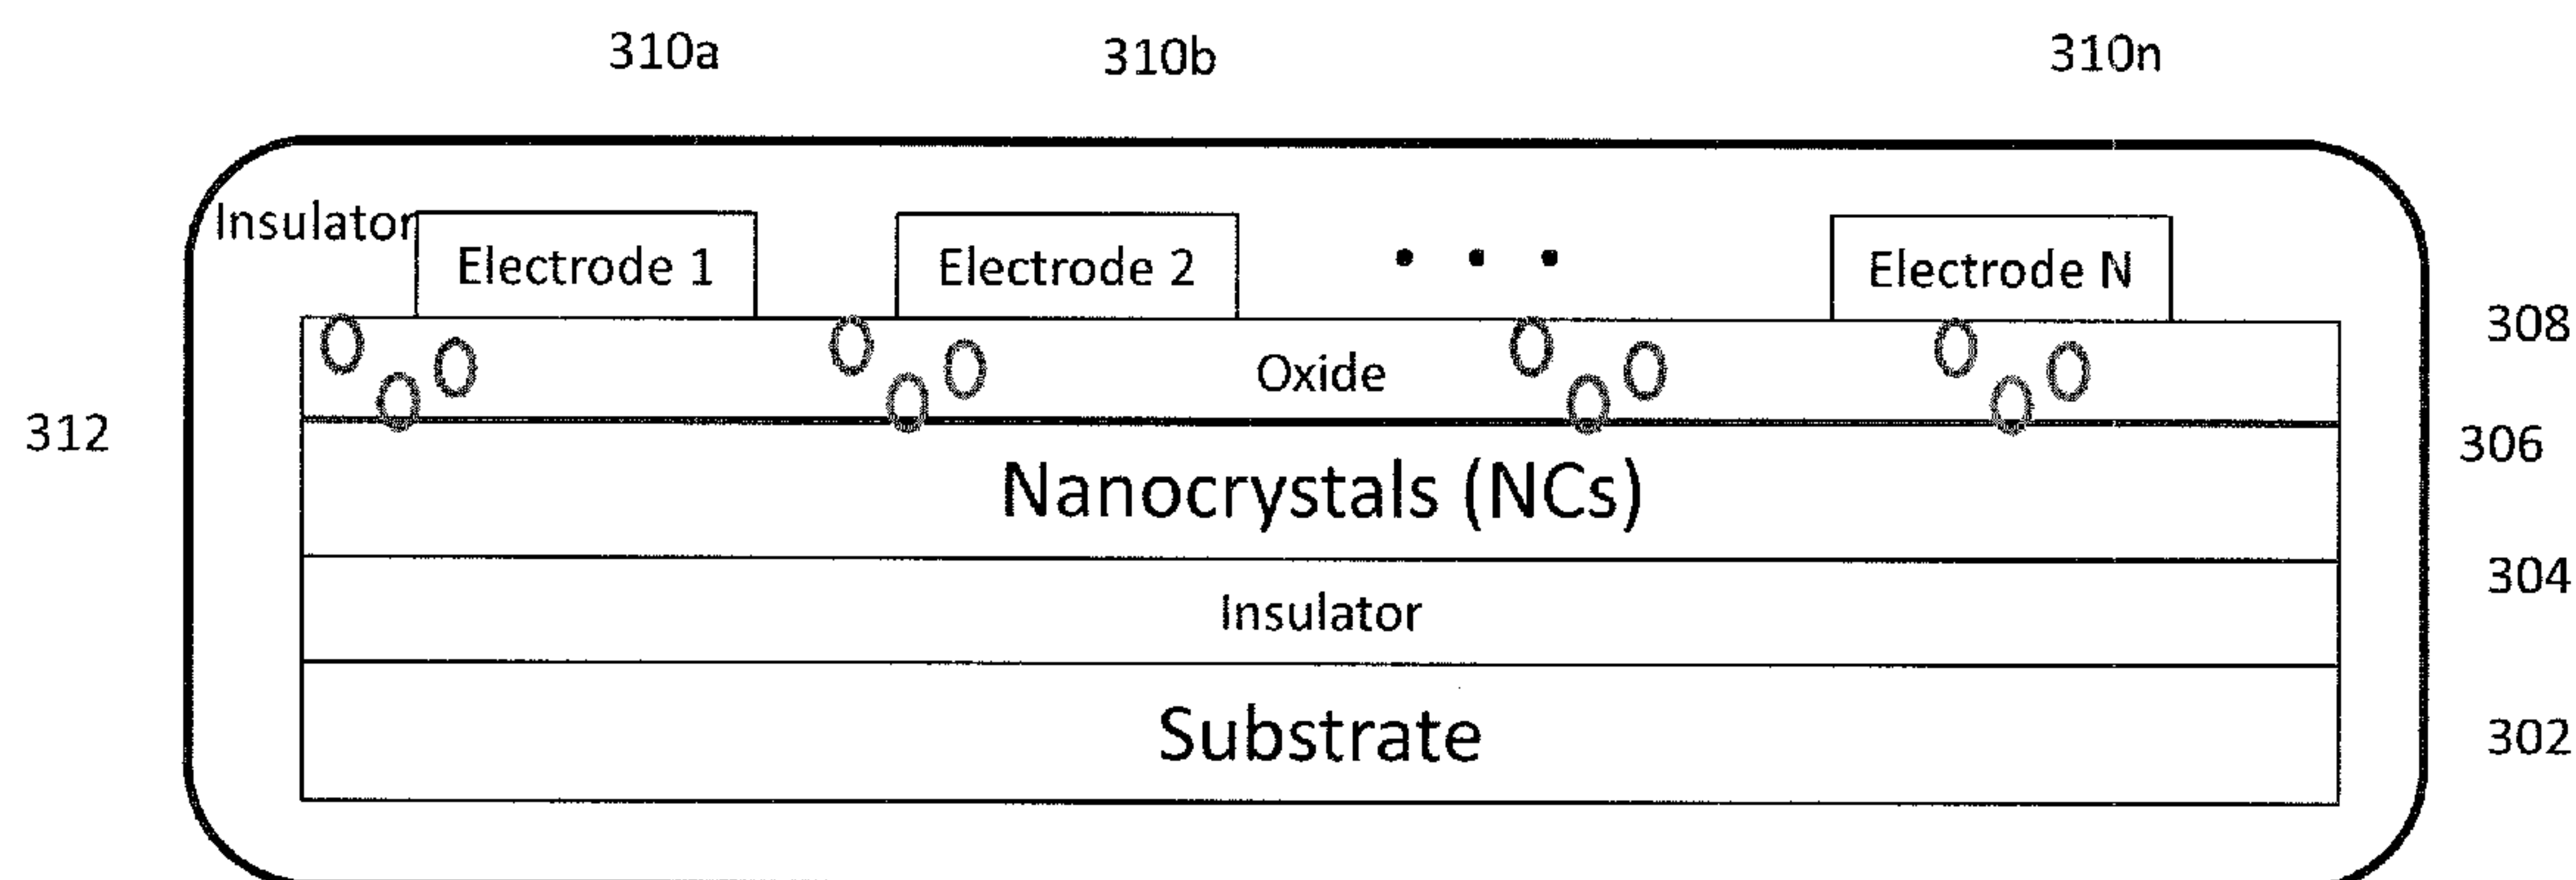 310a 310b 310n
Insulator
Electrode 1 Electrode 2 • • • Electrode N
308
Oxide
312
306
Nanocrystals (NCs)
304
Insulator
Substrate
302